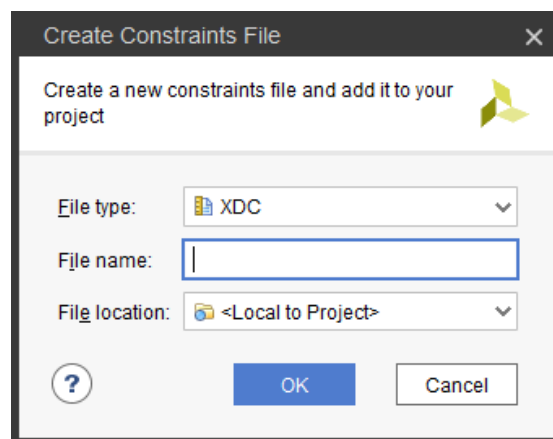 Create Constraints File
Create a new constraints file and add it to your
project
File type: XDC
File name:
File location: <Local to Project>
? OK Cancel